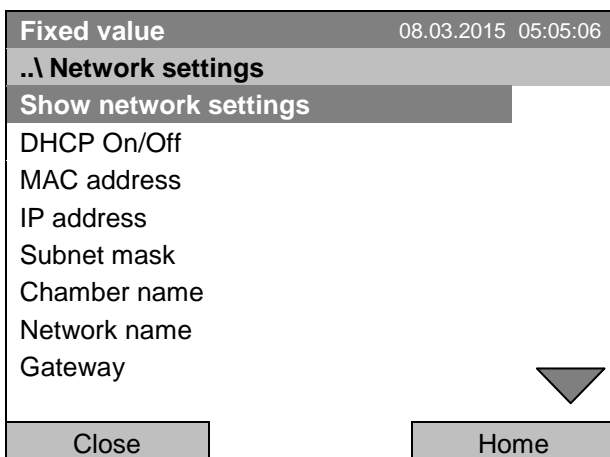 Fixed value 08.03.2015 05:05:06
..\ Network settings
Show network settings
DHCP On/Off
MAC address
IP address
Subnet mask
Chamber name
Network name
Gateway
Close Home